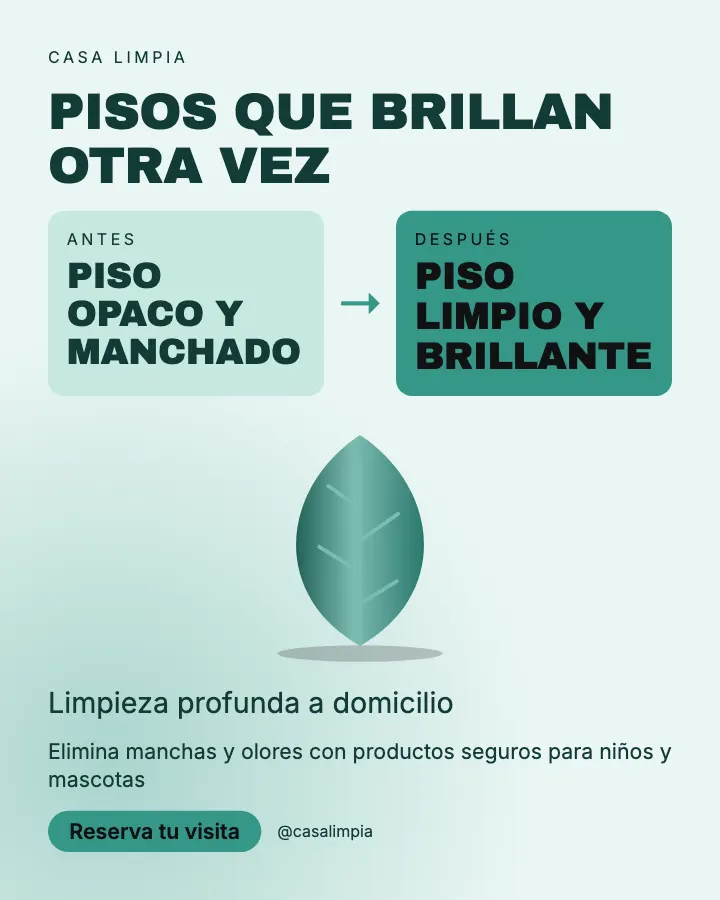 CASA LIMPIA
PISOS QUE BRILLAN
OTRA VEZ
ANTES
PISO
OPACO Y
MANCHADO
DESPUÉS
PISO
LIMPIO Y
BRILLANTE
Limpieza profunda a domicilio
Elimina manchas y olores con productos seguros para niños y
mascotas
Reserva tu visita
@casalimpia